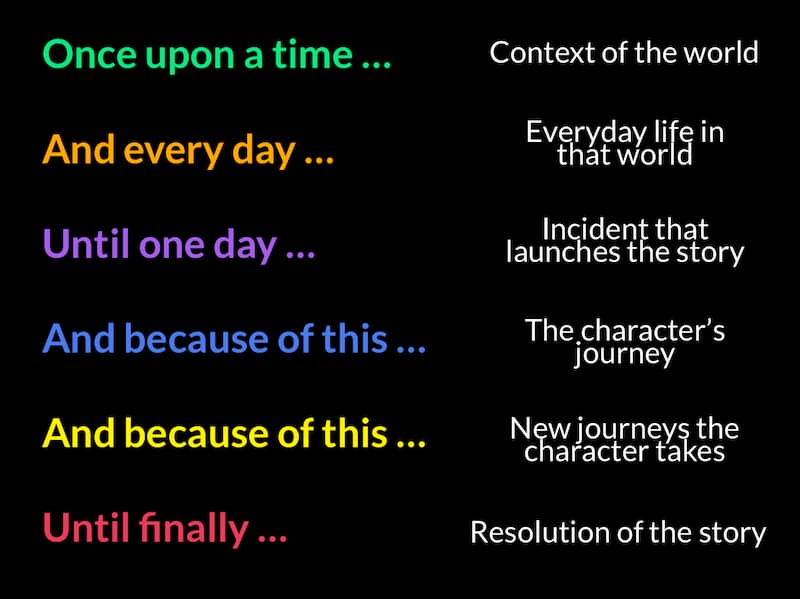 Once upon a time ...
Context of the world
And every day ...
Everyday life in
that world
Until one day ...
Incident that
launches the story
And because of this ...
The character’s
journey
And because of this ...
New journeys the
character takes
Until finally ...
Resolution of the story